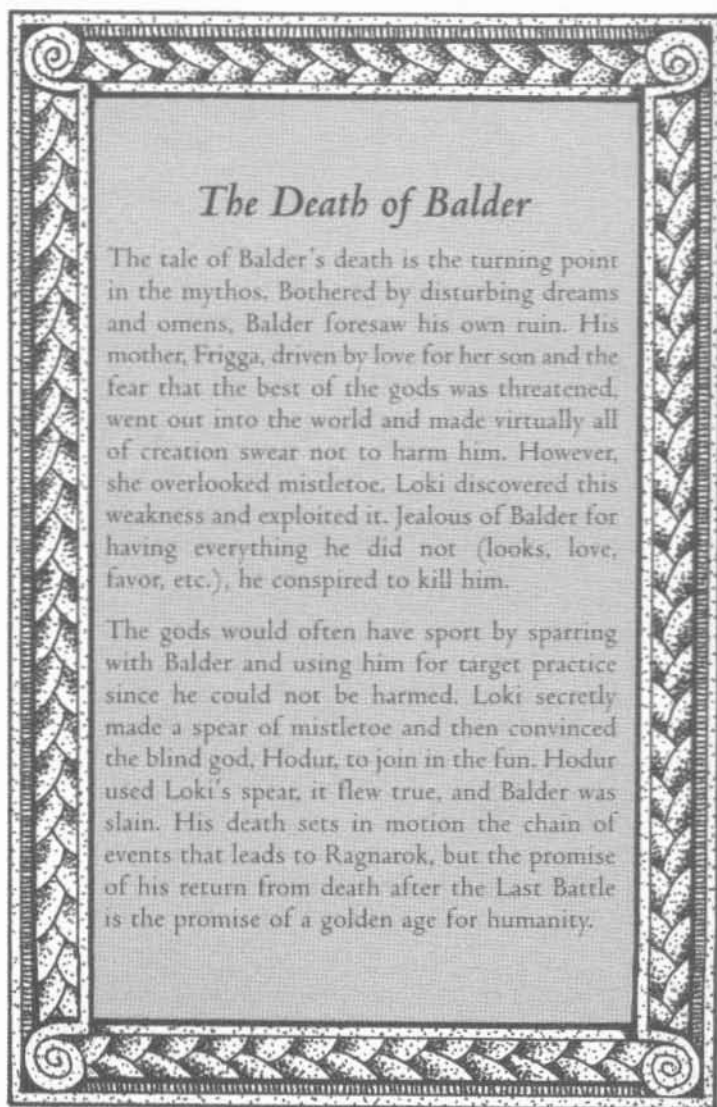 The Death of Balder
The tale of Balder's death is the turning point
in the mythos. Bothered by disturbing dreams
and omens, Balder foresaw his own ruin. His
mother, Frigga, driven by love for her son and the
fear that the best of the gods was threatened,
went out into the world and made virtually all
of creation swear not to harm him. However,
she overlooked mistletoe. Loki discovered this
weakness and exploited it. Jealous of Balder for
having everything he did not (looks, love,
favor, etc.), he conspired to kill him.
The gods would often have sport by sparring
with Balder and using him for target practice
since he could not be harmed. Loki secretly
made a spear of mistletoe and then convinced
the blind god, Hodur, to join in the fun. Hodur
used Loki's spear, it flew true, and Balder was
slain. His death sets in motion the chain of
events that leads to Ragnarok, but the promise
of his return from death after the Last Battle
is the promise of a golden age for humanity.